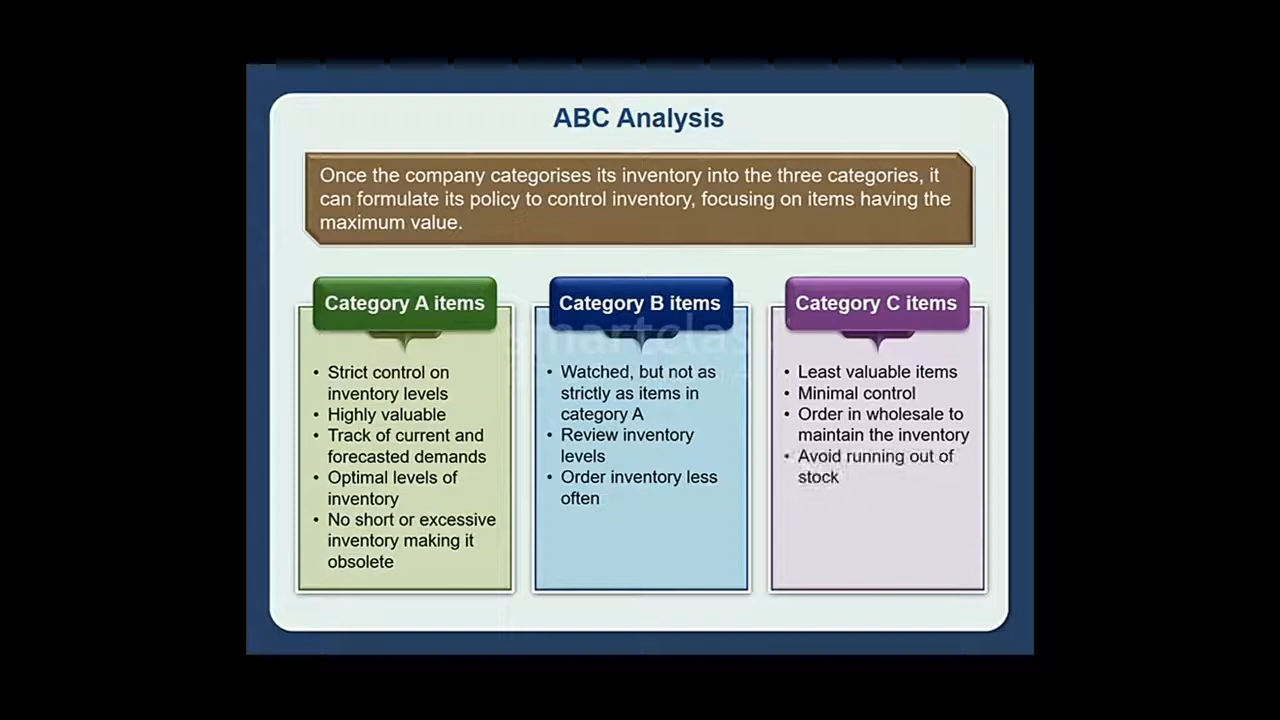 ABC Analysis
Once the company categorises its inventory into the three categories, it
can formulate its policy to control inventory, focusing on items having the
maximum value.
Category A items
• Strict control on
inventory levels
• Highly valuable
• Track of current and
forecasted demands
• Optimal levels of
inventory
• No short or excessive
inventory making it
obsolete
Category B items
• Watched, but not as
strictly as items in
category A
• Review inventory
levels
• Order inventory less
often
Category C items
• Least valuable items
• Minimal control
• Order in wholesale to
maintain the inventory
• Avoid running out of
stock